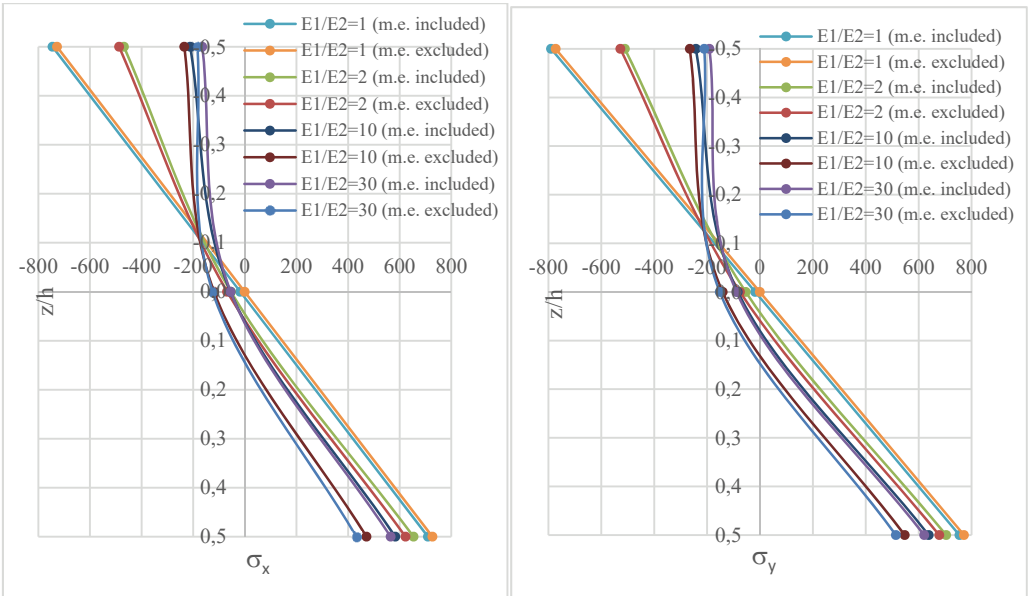 E1/E2=1 (m.e. included)
E1/E2=1 (m.e. excluded)
E1/E2=2 (m.e. included)
E1/E2=2 (m.e. excluded)
E1/E2=10 (m.e. included)
E1/E2=10 (m.e. excluded)
E1/E2=30 (m.e. included)
E1/E2=30 (m.e. excluded)
-0,5
-0,4
-0,3
-0,2
-0,1
0,0
0,1
0,2
0,3
0,4
0,5
-800 -600 -400 -200 0 200 400 600 800
z/h
σx
E1/E2=1 (m.e. included)
E1/E2=1 (m.e. excluded)
E1/E2=2 (m.e. included)
E1/E2=2 (m.e. excluded)
E1/E2=10 (m.e. included)
E1/E2=10 (m.e. excluded)
E1/E2=30 (m.e. included)
E1/E2=30 (m.e. excluded)
-0,5
-0,4
-0,3
-0,2
-0,1
0,0
0,1
0,2
0,3
0,4
0,5
-800 -600 -400 -200 0 200 400 600 800
z/h
σy